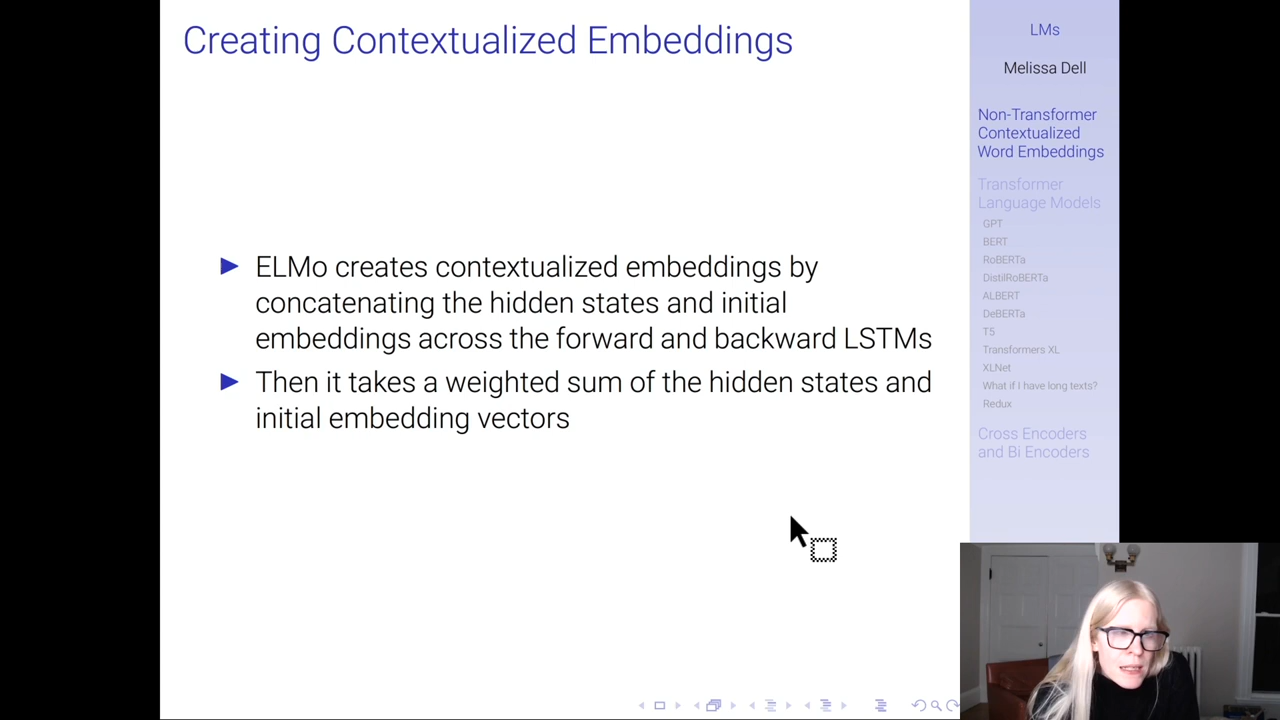 Creating Contextualized Embeddings
ELMo creates contextualized embeddings by
concatenating the hidden states and initial
embeddings across the forward and backward LSTMs
Then it takes a weighted sum of the hidden states and
initial embedding vectors
LMs
Melissa Dell
Non-Transformer
Contextualized
Word Embeddings
Transformer
Language Models
GPT
BERT
RoBERTa
DistilRoBERTa
ALBERT
DeBERTa
T5
Transformers XL
XLNet
What if I have long texts?
Redux
Cross Encoders
and Bi Encoders